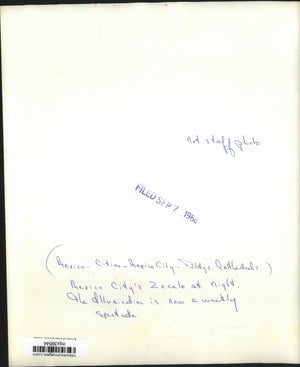 not staff photo
FILED SEP 7 1966
(Mexico - Cities - Mexico City - Bldgs. Cathedrals)
Mexico City's Zocalo at night.
The illumination is now a weekly
spectacle